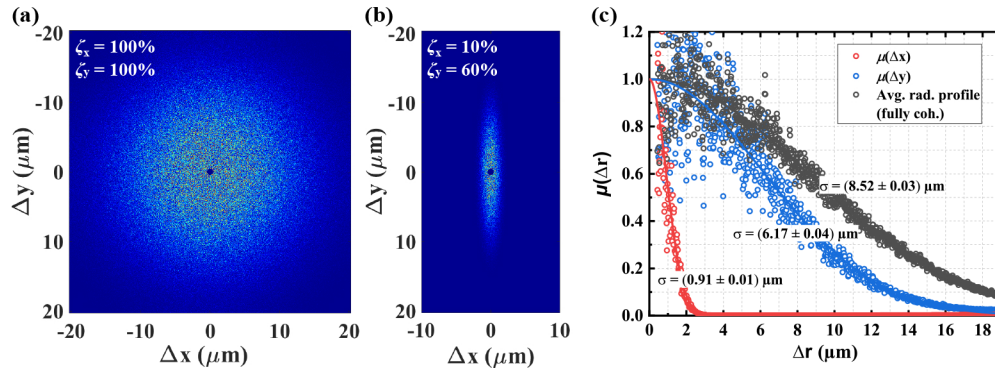 (a)
ζx = 100%
ζy = 100%
-20
-10
0
10
20
Δy (μm)
-20 -10 0 10 20
Δx (μm)
(b)
ζx = 10%
ζy = 60%
-20
-10
0
10
20
Δy (μm)
-10 0 10
Δx (μm)
(c)
1.2
1.0
0.8
0.6
0.4
0.2
0.0
μ(Δr)
μ(Δx)
μ(Δy)
Avg. rad. profile
(fully coh.)
σ = (8.52 ± 0.03) μm
σ = (6.17 ± 0.04) μm
σ = (0.91 ± 0.01) μm
0 2 4 6 8 10 12 14 16 18
Δr (μm)